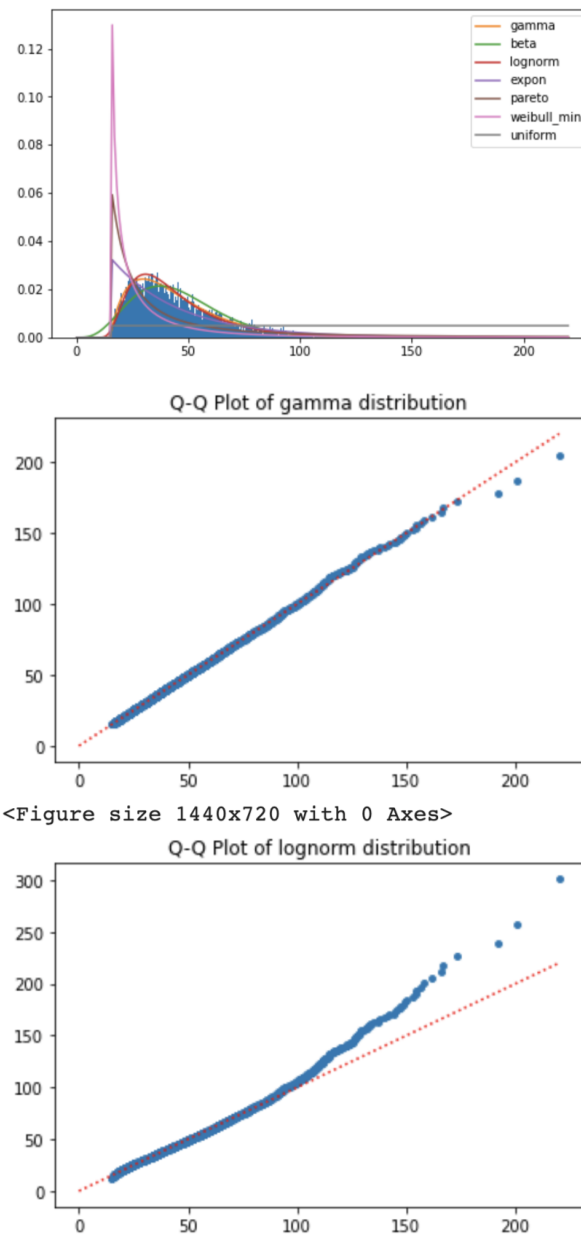 0.12
0.10
0.08
0.06
0.04
0.02
0.00
gamma
beta
lognorm
expon
pareto
weibull_min
uniform
0 50 100 150 200
Q-Q Plot of gamma distribution
200
150
100
50
0
0 50 100 150 200
<Figure size 1440x720 with 0 Axes>
Q-Q Plot of lognorm distribution
300
250
200
150
100
50
0
0 50 100 150 200